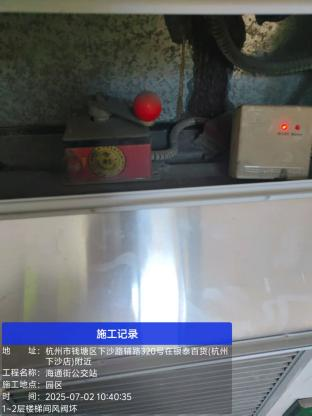 施工记录
地　址：杭州市钱塘区下沙路辅路320号在银泰百货(杭州
下沙店)附近
工程名称：海通街公交站
施工地点：园区
时　间：2025-07-02 10:40:35
1~2层楼梯间风阀坏